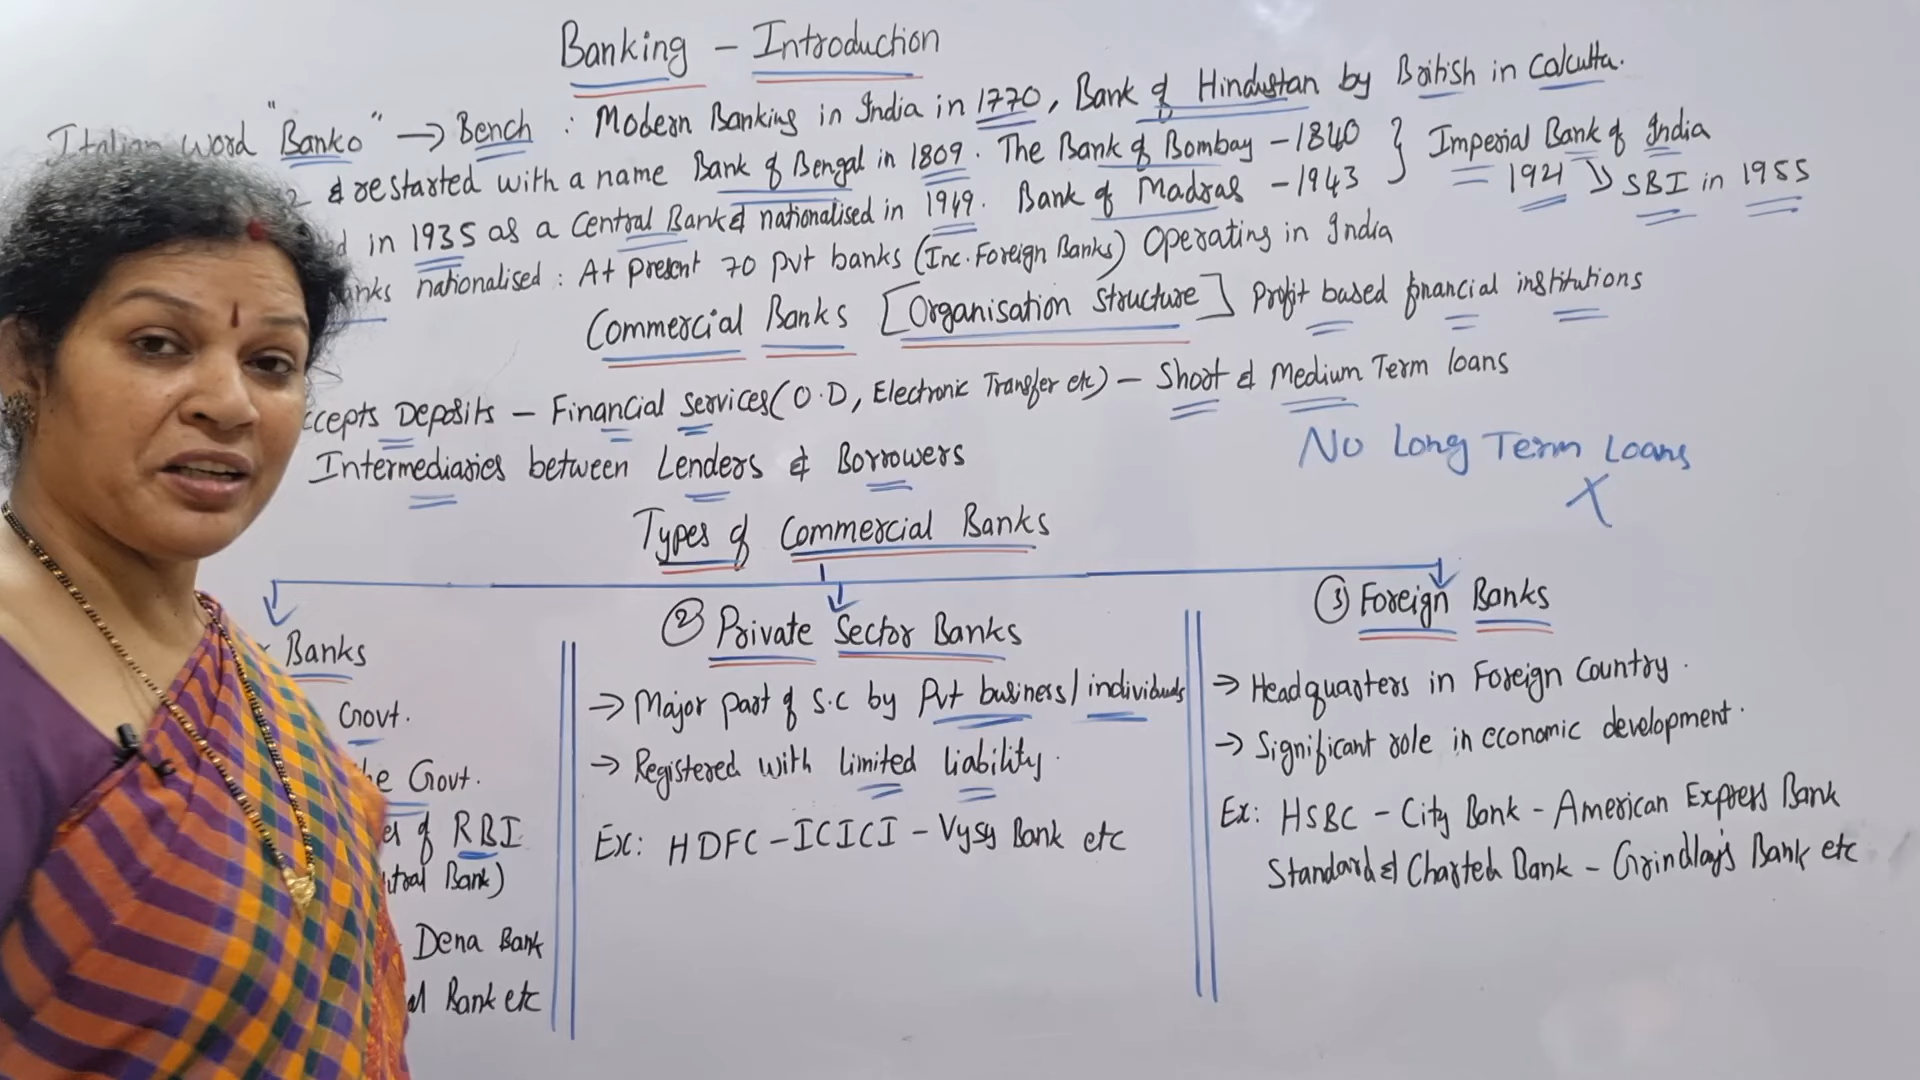 Banking - Introduction
Italian word "Banko" → Bench : Modern Banking in India in 1770, Bank of Hindustan by British in Calcutta.
& restarted with a name Bank of Bengal in 1809. The Bank of Bombay - 1840 } Imperial Bank of India
in 1935 as a Central Bank & nationalised in 1949. Bank of Madras - 1943 1921 ↘ SBI in 1955
nationalised : At present 70 pvt banks (Inc. Foreign Banks) Operating in India
Commercial Banks [Organisation Structure] Profit based financial institutions
Deposits - Financial Services (O.D, Electronic Transfer etc) - Short & Medium Term loans
No Long Term Loans
X
Intermediaries between Lenders & Borrowers
Types of Commercial Banks
Banks
Govt.
Govt.
of RBI
Bank)
Dena Bank
Bank etc
② Private Sector Banks
→ Major part of S.C by Pvt business/individuals
→ Registered with limited liability.
Ex: HDFC - ICICI - Vysy Bank etc
③ Foreign Banks
→ Headquarters in Foreign Country.
→ Significant role in economic development.
Ex: HSBC - City Bank - American Express Bank
Standard & Charted Bank - Grindlays Bank etc